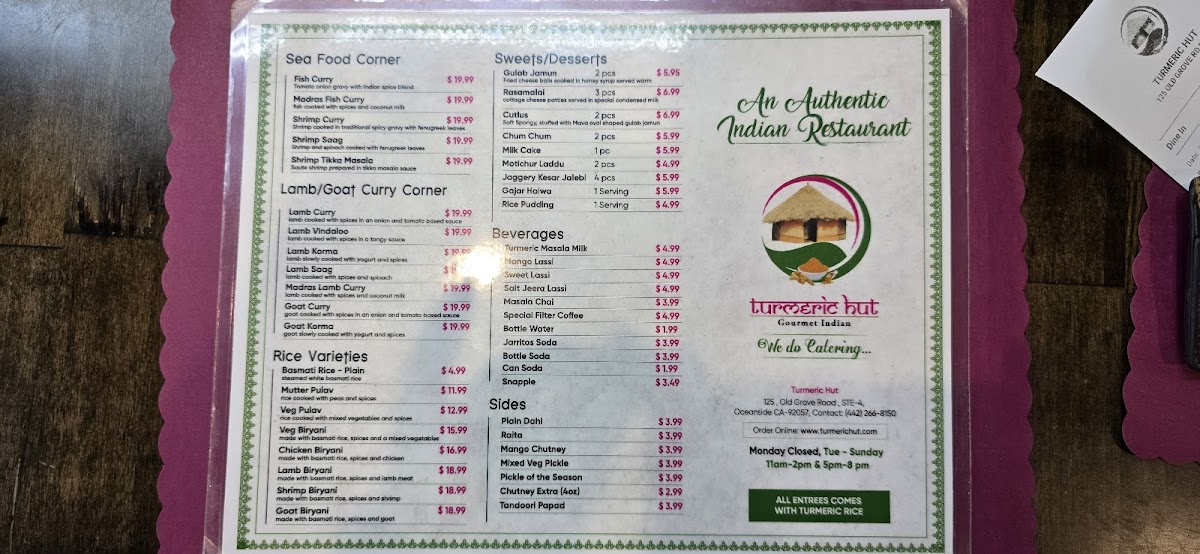 Sea Food Corner
Fish Curry $ 19.99
Tomato onion gravy with indian spice blend
Madras Fish Curry $ 19.99
fish cooked with spices and coconut milk
Shrimp Curry $ 19.99
Shrimp cooked in traditional spicy gravy with fenugreek leaves
Shrimp Saag $ 19.99
Shrimp and spinach cooked with fenugreek leaves
Shrimp Tikka Masala $ 19.99
Saute shrimp prepared in tikka masala sauce
Lamb/Goat Curry Corner
Lamb Curry $ 19.99
lamb cooked with spices in an onion and tomato based sauce
Lamb Vindaloo $ 19.99
lamb cooked with spices in a tangy sauce
Lamb Korma $ 19.99
lamb slowly cooked with yogurt and spices
Lamb Saag
lamb cooked with spices and spinach
Madras Lamb Curry $ 19.99
lamb cooked with spices and coconut milk
Goat Curry $ 19.99
goat cooked with spices in an onion and tomato based sauce
Goat Korma $ 19.99
goat slowly cooked with yogurt and spices
Rice Varieties
Basmati Rice - Plain $ 4.99
steamed white basmati rice
Mutter Pulav $ 11.99
rice cooked with peas and spices
Veg Pulav $ 12.99
rice cooked with mixed vegetables and spices
Veg Biryani $ 15.99
made with basmati rice, spices and a mixed vegetables
Chicken Biryani $ 16.99
made with basmati rice, spices and chicken
Lamb Biryani $ 18.99
made with basmati rice, spices and lamb meat
Shrimp Biryani $ 18.99
made with basmati rice, spices and shrimp
Goat Biryani $ 18.99
made with basmati rice, spices and goat
Sweets/Desserts
Gulab Jamun 2 pcs $ 5.95
Fried cheese balls soaked in honey syrup served warm
Rasamalai 3 pcs $ 6.99
cottage cheese patties served in special condensed milk
Cutlus 2 pcs $ 6.99
Soft Spongy, stuffed with Mava oval shaped gulab jamun
Chum Chum 2 pcs $ 5.99
Milk Cake 1 pc $ 5.99
Motichur Laddu 2 pcs $ 4.99
Jaggery Kesar Jalebi 4 pcs $ 5.99
Gajar Halwa 1 Serving $ 5.99
Rice Pudding 1 Serving $ 4.99
Beverages
Turmeric Masala Milk $ 4.99
Mango Lassi $ 4.99
Sweet Lassi $ 4.99
Salt Jeera Lassi $ 4.99
Masala Chai $ 3.99
Special Filter Coffee $ 4.99
Bottle Water $ 1.99
Jarritos Soda $ 3.99
Bottle Soda $ 3.99
Can Soda $ 1.99
Snapple $ 3.49
Sides
Plain Dahi $ 3.99
Raita $ 3.99
Mango Chutney $ 3.99
Mixed Veg Pickle $ 3.99
Pickle of the Season $ 3.99
Chutney Extra (4oz) $ 2.99
Tandoori Papad $ 3.99
An Authentic
Indian Restaurant
turmeric hut
Gourmet Indian
We do Catering...
Turmeric Hut
125 , Old Grove Road , STE-4,
Oceanside CA-92057, Contact: (442) 266-8150
Order Online: www.turmerichut.com
Monday Closed, Tue - Sunday
11am-2pm & 5pm-8 pm
ALL ENTREES COMES
WITH TURMERIC RICE
TURMERIC HUT
125 OLD GROVE
Dine In